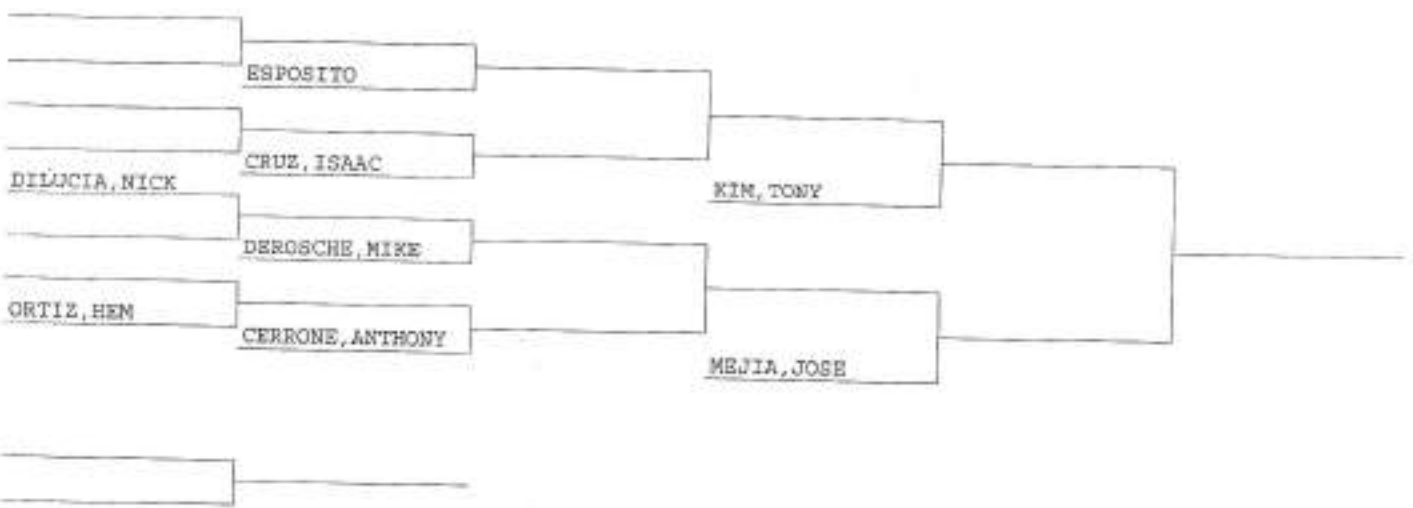 ESPOSITO
CRUZ, ISAAC
DILUCIA, NICK
KIM, TONY
DEROSCHE, MIKE
ORTIZ, HEM
CERRONE, ANTHONY
MEJIA, JOSE